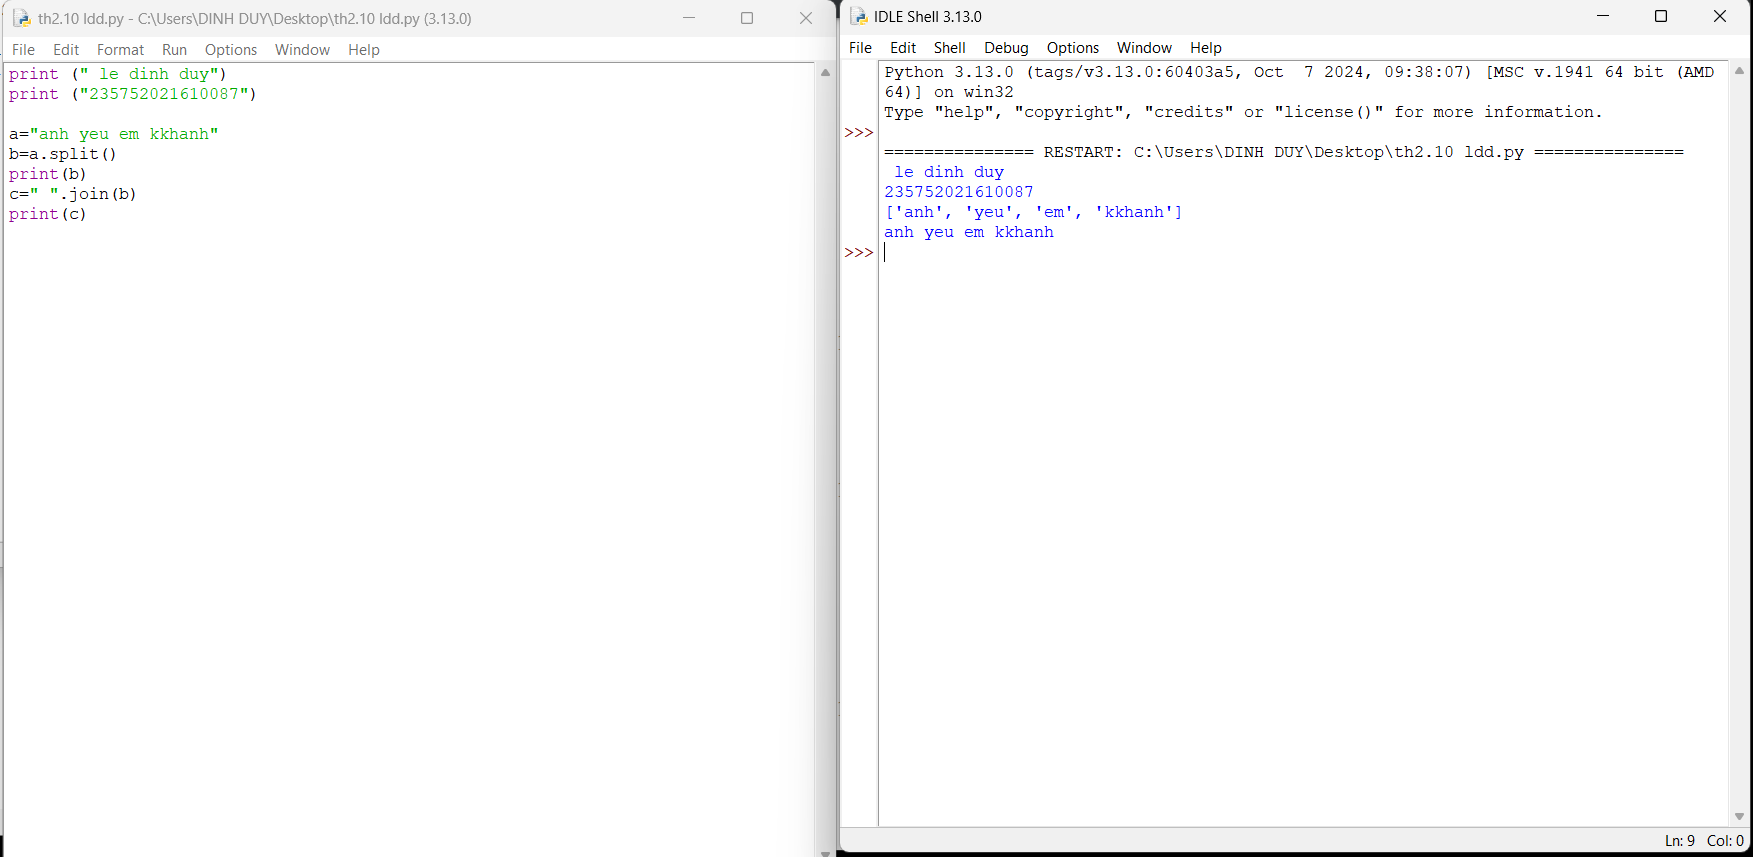 th2.10 ldd.py - C:\Users\DINH DUY\Desktop\th2.10 ldd.py (3.13.0)
File Edit Format Run Options Window Help
print (" le dinh duy")
print ("235752021610087")
a="anh yeu em kkhanh"
b=a.split()
print(b)
c=" ".join(b)
print(c)
IDLE Shell 3.13.0
File Edit Shell Debug Options Window Help
Python 3.13.0 (tags/v3.13.0:60403a5, Oct  7 2024, 09:38:07) [MSC v.1941 64 bit (AMD
64)] on win32
Type "help", "copyright", "credits" or "license()" for more information.
>>>
=============== RESTART: C:\Users\DINH DUY\Desktop\th2.10 ldd.py ===============
 le dinh duy
235752021610087
['anh', 'yeu', 'em', 'kkhanh']
anh yeu em kkhanh
>>>
Ln: 9 Col: 0